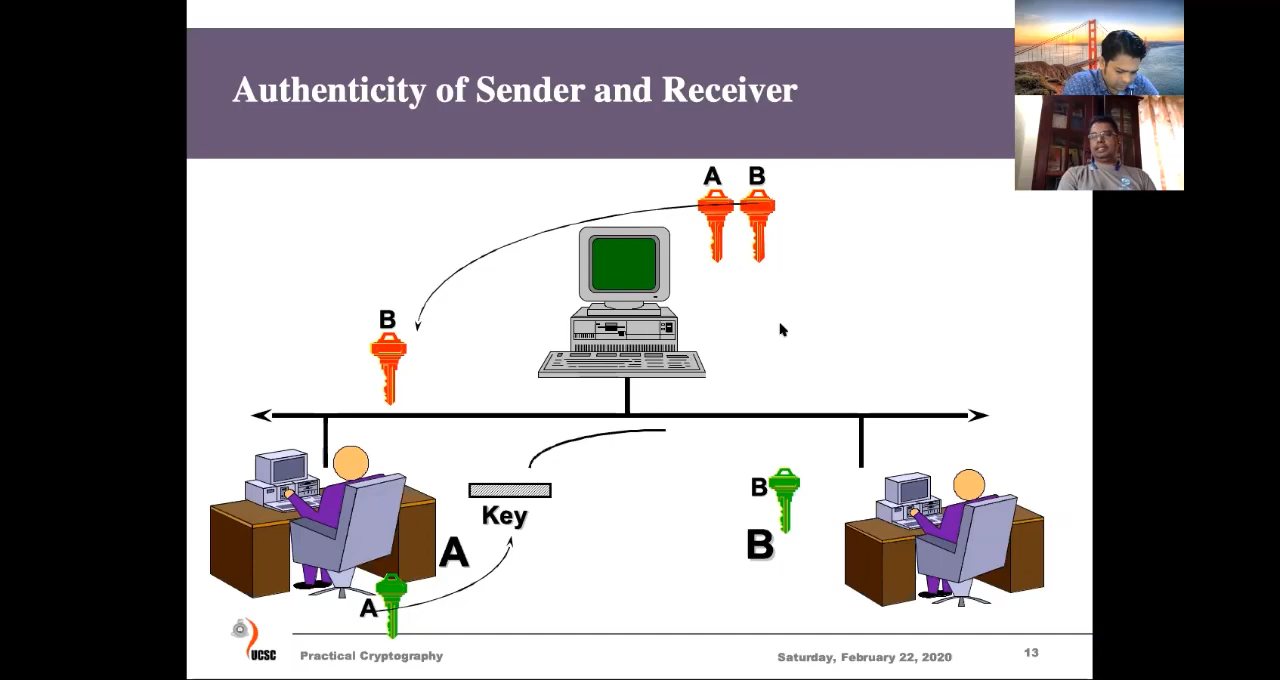 Authenticity of Sender and Receiver
A B
B
B
Key
A
B
A
UCSC
Practical Cryptography
Saturday, February 22, 2020
13